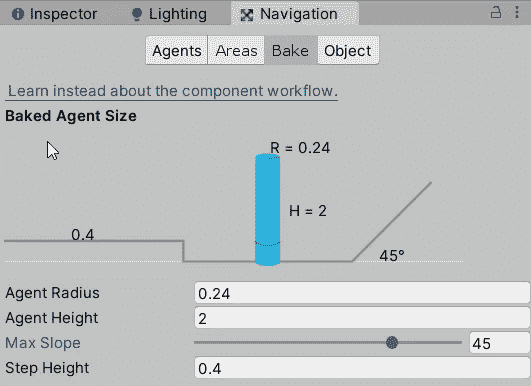 Inspector Lighting Navigation
Agents Areas Bake Object
Learn instead about the component workflow.
Baked Agent Size
R = 0.24
H = 2
0.4
45°
Agent Radius 0.24
Agent Height 2
Max Slope 45
Step Height 0.4